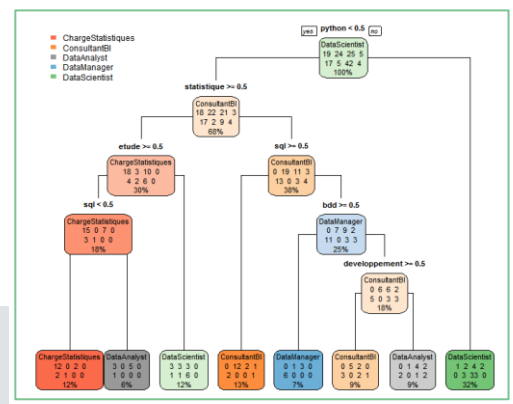 python < 0.5
yes
no
ChargeStatistiques
ConsultantBI
DataAnalyst
DataManager
DataScientist
DataScientist
19 24 25 5
17 5 42 4
100%
statistique >= 0.5
ConsultantBI
18 22 21 3
17 2 9 4
68%
etude >= 0.5
sql >= 0.5
ChargeStatistiques
18 3 10 0
4 2 6 0
30%
ConsultantBI
0 19 11 3
13 0 3 4
38%
sql < 0.5
bdd >= 0.5
ChargeStatistiques
15 0 7 0
3 1 0 0
18%
DataManager
0 7 9 2
11 0 3 3
25%
developpement >= 0.5
ConsultantBI
0 6 6 2
5 0 3 3
18%
ChargeStatistiques
12 0 2 0
2 1 0 0
12%
DataAnalyst
3 0 5 0
1 0 0 0
6%
DataScientist
3 3 3 0
1 1 6 0
12%
ConsultantBI
0 12 2 1
2 0 0 1
13%
DataManager
0 1 3 0
6 0 0 0
7%
ConsultantBI
0 5 2 0
3 0 2 1
9%
DataAnalyst
0 1 4 2
2 0 1 2
9%
DataScientist
1 2 4 2
0 3 33 0
32%